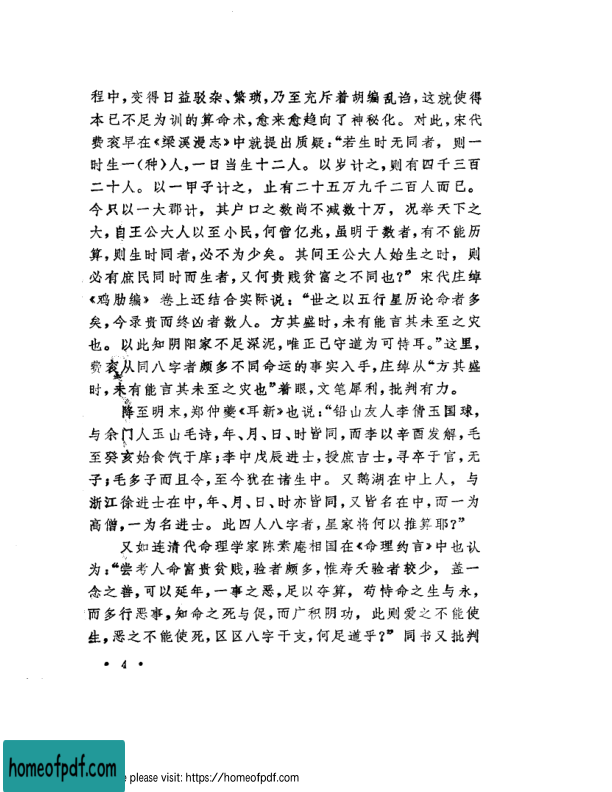 程中，变得日益驳杂、繁琐，乃至充斥着胡编乱诌，这就使得
本已不足为训的算命术，愈来愈趋向了神秘化。对此，宋代
费衮早在《梁溪漫志》中就提出质疑：“若生时无同者，则一
时生一(种)人，一日当生十二人。以岁计之，则有四千三百
二十人。以一甲子计之，止有二十五万九千二百人而已。
今只以一大郡计，其户口之数尚不减数十万，况举天下之
大，自王公大人以至小民，何啻亿兆，虽明于数者，有不能历
算，则生时同者，必不为少矣。其间王公大人始生之时，则
必有庶民同时而生者，又何贵贱贫富之不同也？”宋代庄绰
《鸡肋编》卷上还结合实际说：“世之以五行星历论命者多
矣，今录贵而终凶者数人。方其盛时，未有能言其未至之灾
也。以此知阴阳家不足深泥，唯正己守道为可恃耳。”这里，
费衮从同八字者颇多不同命运的事实入手，庄绰从“方其盛
时，未有能言其未至之灾也”着眼，文笔犀利，批判有力。
降至明末，郑仲夔《耳新》也说：“铅山友人李倩玉国球，
与余门人玉山毛诗，年、月、日、时皆同，而李以辛酉发解，毛
至癸亥始食饩于庠；李中戊辰进士，授庶吉士，寻卒于官，无
子；毛多子而且令，至今犹在诸生中。又鹅湖在中上人，与
浙江徐进士在中，年、月、日、时亦皆同，又皆名在中，而一为
高僧，一为名进士。此四人八字者，星家将何以推算耶？”
又如连清代命理学家陈素庵相国在《命理约言》中也认
为：“尝考人命富贵贫贱，验者颇多，惟寿夭验者较少，盖一
念之善，可以延年，一事之恶，足以夺算，苟恃命之生与永，
而多行恶事，知命之死与促，而广积阴功，此则爱之不能使
生，恶之不能使死，区区八字干支，何足道乎？”同书又批判
• 4 •
homeofpdf.com
e please visit: https://homeofpdf.com